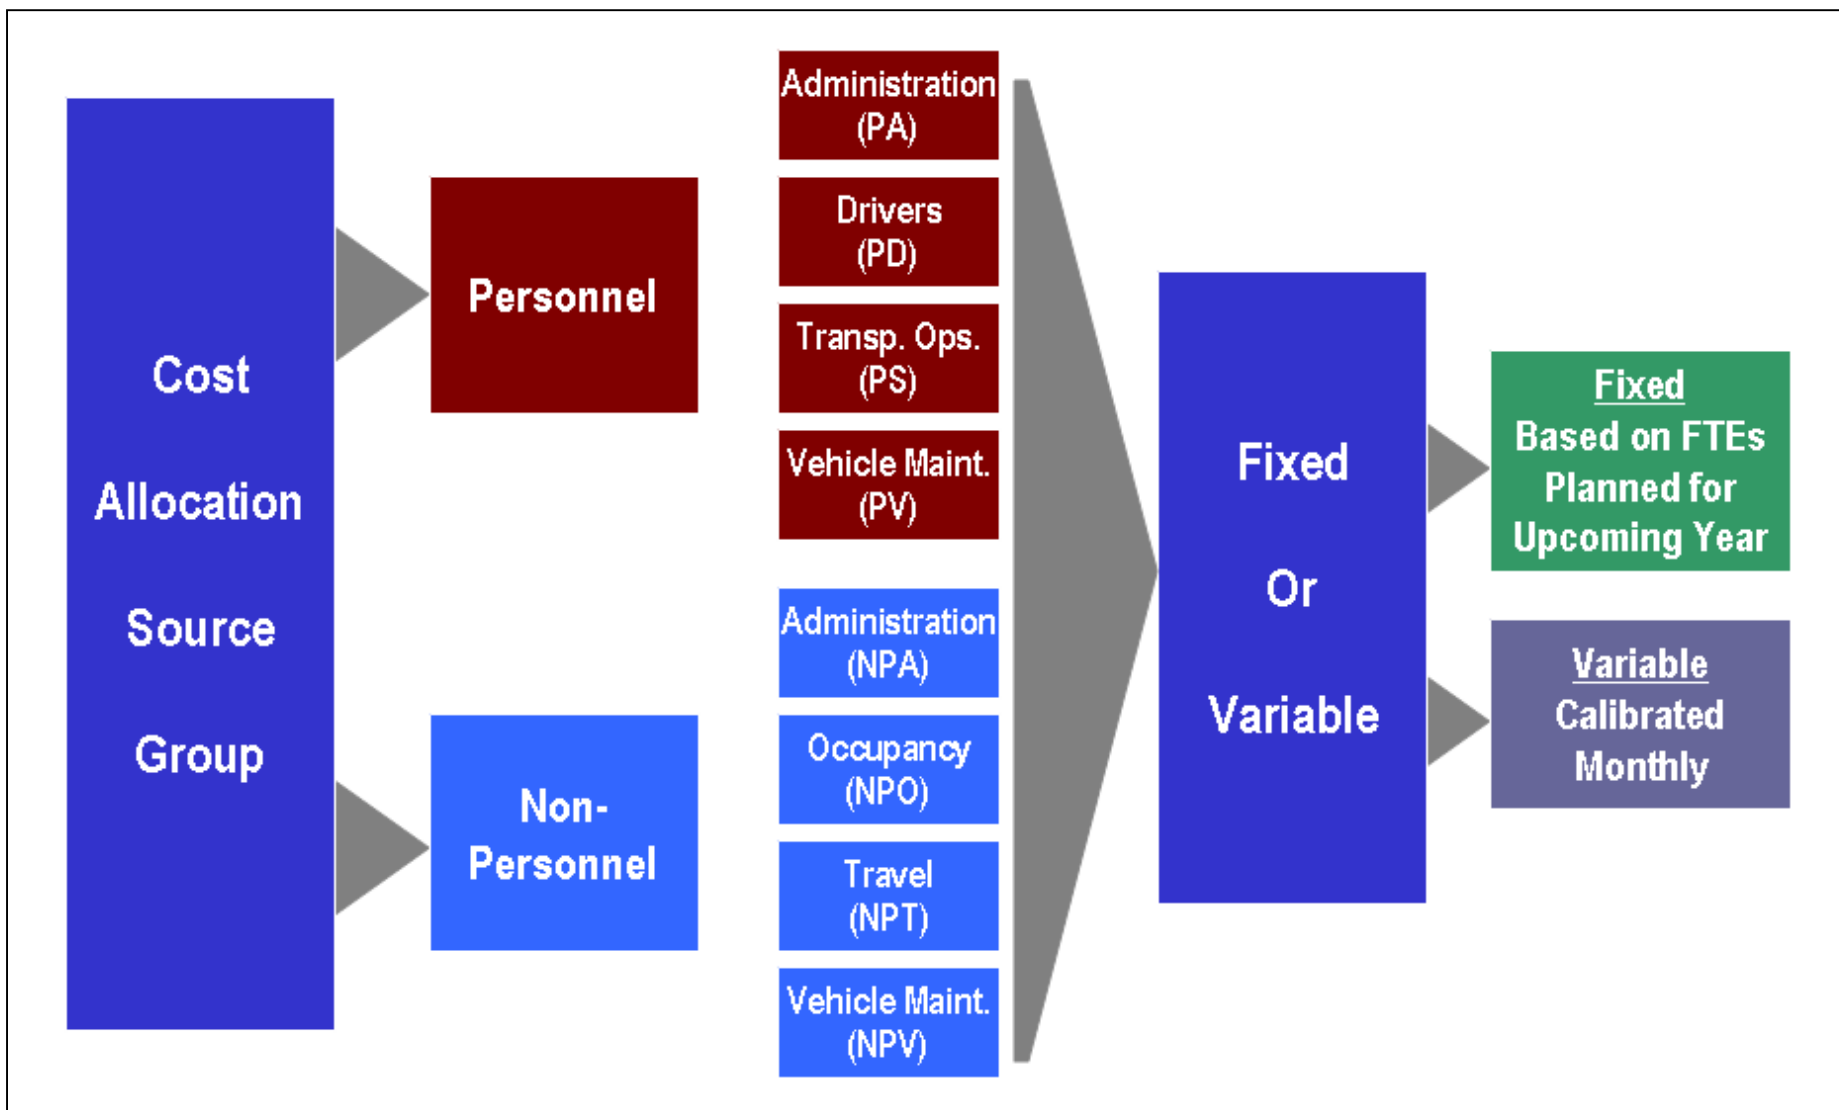 Cost
Allocation
Source
Group
Personnel
Non-
Personnel
Administration
(PA)
Drivers
(PD)
Transp. Ops.
(PS)
Vehicle Maint.
(PV)
Administration
(NPA)
Occupancy
(NPO)
Travel
(NPT)
Vehicle Maint.
(NPV)
Fixed
Or
Variable
Fixed
Based on FTEs
Planned for
Upcoming Year
Variable
Calibrated
Monthly